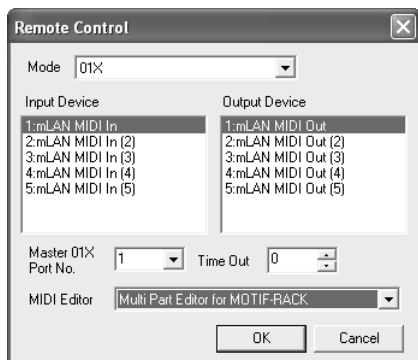 Remote Control
Mode 01X
Input Device Output Device
1:mLAN MIDI In 1:mLAN MIDI Out
2:mLAN MIDI In (2) 2:mLAN MIDI Out (2)
3:mLAN MIDI In (3) 3:mLAN MIDI Out (3)
4:mLAN MIDI In (4) 4:mLAN MIDI Out (4)
5:mLAN MIDI In (5) 5:mLAN MIDI Out (5)
Master 01X
Port No. 1 Time Out 0
MIDI Editor Multi Part Editor for MOTIF-RACK
OK Cancel